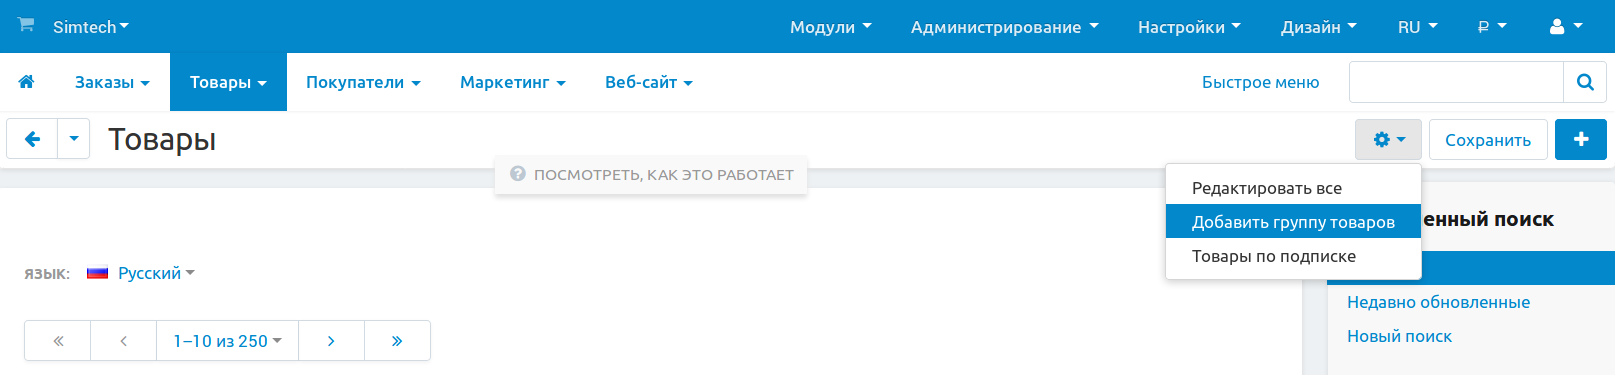 Simtech Модули Администрирование Настройки Дизайн RU ₽
Заказы Товары Покупатели Маркетинг Веб-сайт Быстрое меню
Товары Сохранить
ПОСМОТРЕТЬ, КАК ЭТО РАБОТАЕТ
Редактировать все
Добавить группу товаров
Товары по подписке
енный поиск
язык: Русский
Недавно обновленные
Новый поиск
« ‹ 1–10 из 250 › »